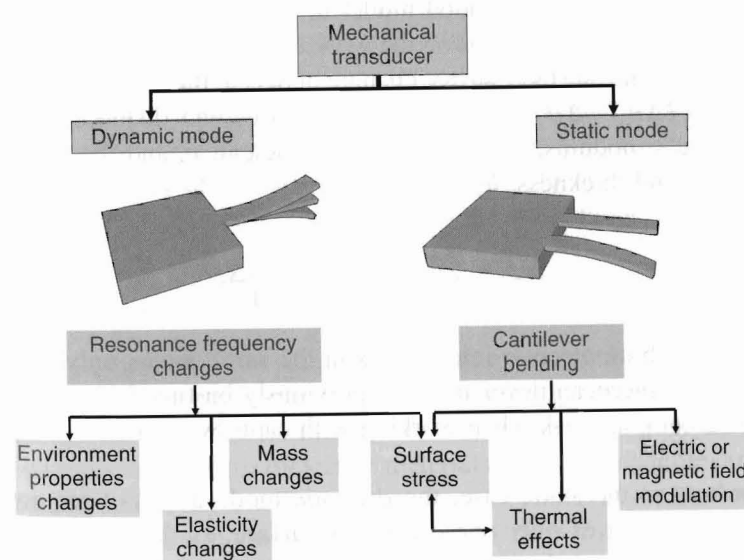 Mechanical
transducer
Dynamic mode
Static mode
Resonance frequency
changes
Cantilever
bending
Environment
properties
changes
Elasticity
changes
Mass
changes
Surface
stress
Thermal
effects
Electric or
magnetic field
modulation